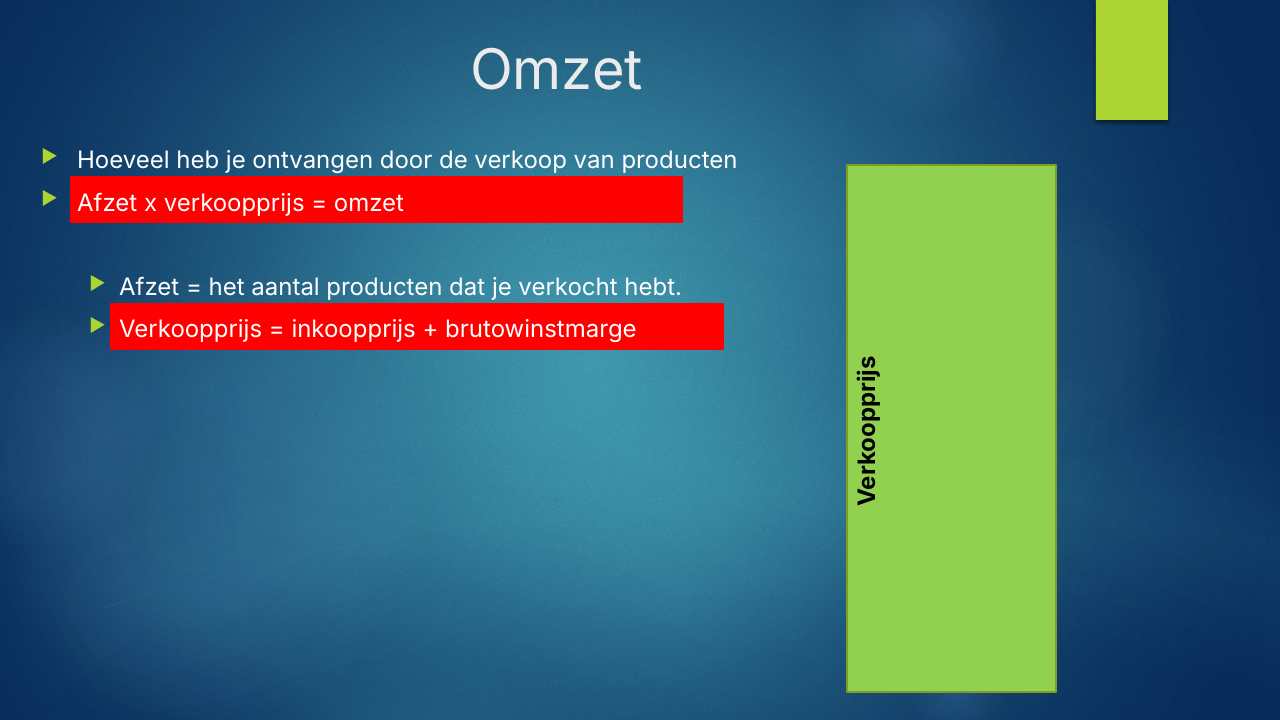 Omzet
Hoeveel heb je ontvangen door de verkoop van producten
Afzet x verkoopprijs = omzet
Afzet = het aantal producten dat je verkocht hebt.
Verkoopprijs = inkoopprijs + brutowinstmarge
Verkoopprijs